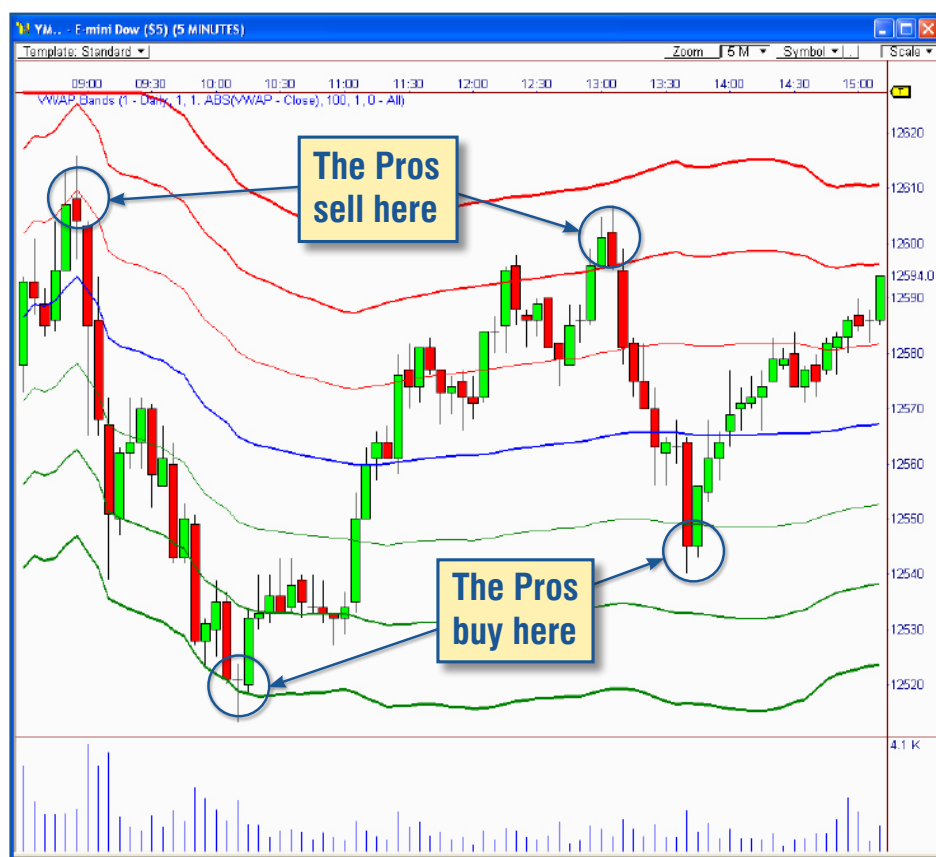 YM.. - E-mini Dow ($5) (5 MINUTES)
Template: Standard Zoom 5 M Symbol .. Scale
09:00 09:30 10:00 10:30 11:00 11:30 12:00 12:30 13:00 13:30 14:00 14:30 15:00
VWAP Bands (1 - Daily, 1, 1. ABS(VWAP - Close), 100, 1, 0 - All)
T
12620
The Pros
sell here
12610
12600
12594.0
12590
12580
12570
12560
12550
12540
The Pros
buy here
12530
12520
4.1 K